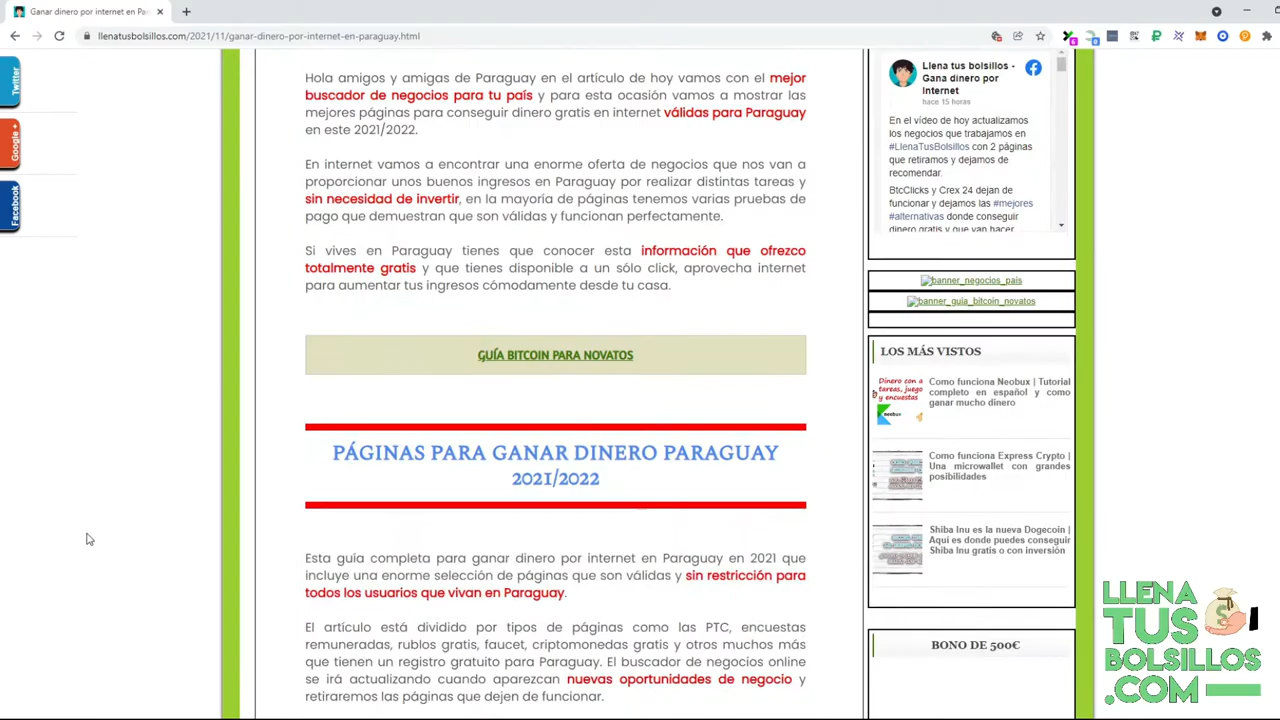 Ganar dinero por internet en Pa
llenatusbolsillos.com/2021/11/ganar-dinero-por-internet-en-paraguay.html
Twitter
Google +
Facebook
Hola amigos y amigas de Paraguay en el artículo de hoy vamos con el mejor
buscador de negocios para tu país y para esta ocasión vamos a mostrar las
mejores páginas para conseguir dinero gratis en internet válidas para Paraguay
en este 2021/2022.
En internet vamos a encontrar una enorme oferta de negocios que nos van a
proporcionar unos buenos ingresos en Paraguay por realizar distintas tareas y
sin necesidad de invertir, en la mayoría de páginas tenemos varias pruebas de
pago que demuestran que son válidas y funcionan perfectamente.
Si vives en Paraguay tienes que conocer esta información que ofrezco
totalmente gratis y que tienes disponible a un sólo click, aprovecha internet
para aumentar tus ingresos cómodamente desde tu casa.
GUÍA BITCOIN PARA NOVATOS
PÁGINAS PARA GANAR DINERO PARAGUAY
2021/2022
Esta guía completa para ganar dinero por internet en Paraguay en 2021 que
incluye una enorme selección de páginas que son válidas y sin restricción para
todos los usuarios que vivan en Paraguay.
El artículo está dividido por tipos de páginas como las PTC, encuestas
remuneradas, rublos gratis, faucet, criptomonedas gratis y otros muchos más
que tienen un registro gratuito para Paraguay. El buscador de negocios online
se irá actualizando cuando aparezcan nuevas oportunidades de negocio y
retiraremos las páginas que dejen de funcionar.
Llena tus bolsillos -
Gana dinero por
Internet
hace 15 horas
En el vídeo de hoy actualizamos
los negocios que trabajamos en
#LlenaTusBolsillos con 2 páginas
que retiramos y dejamos de
recomendar.
BtcClicks y Crex 24 dejan de
funcionar y dejamos las #mejores
#alternativas donde conseguir
dinero gratis y que van hacer
banner_negocios_pais
banner_guia_bitcoin_novatos
LOS MÁS VISTOS
Dinero con a
tareas, jueg
y encuestas
neobux
Como funciona Neobux | Tutorial
completo en español y como
ganar mucho dinero
Como funciona Express Crypto |
Una microwallet con grandes
posibilidades
Shiba Inu es la nueva Dogecoin |
Aqui es donde puedes conseguir
Shiba Inu gratis o con inversión
BONO DE 500€
LLENA
TUS
BOLSILLOS
.COM